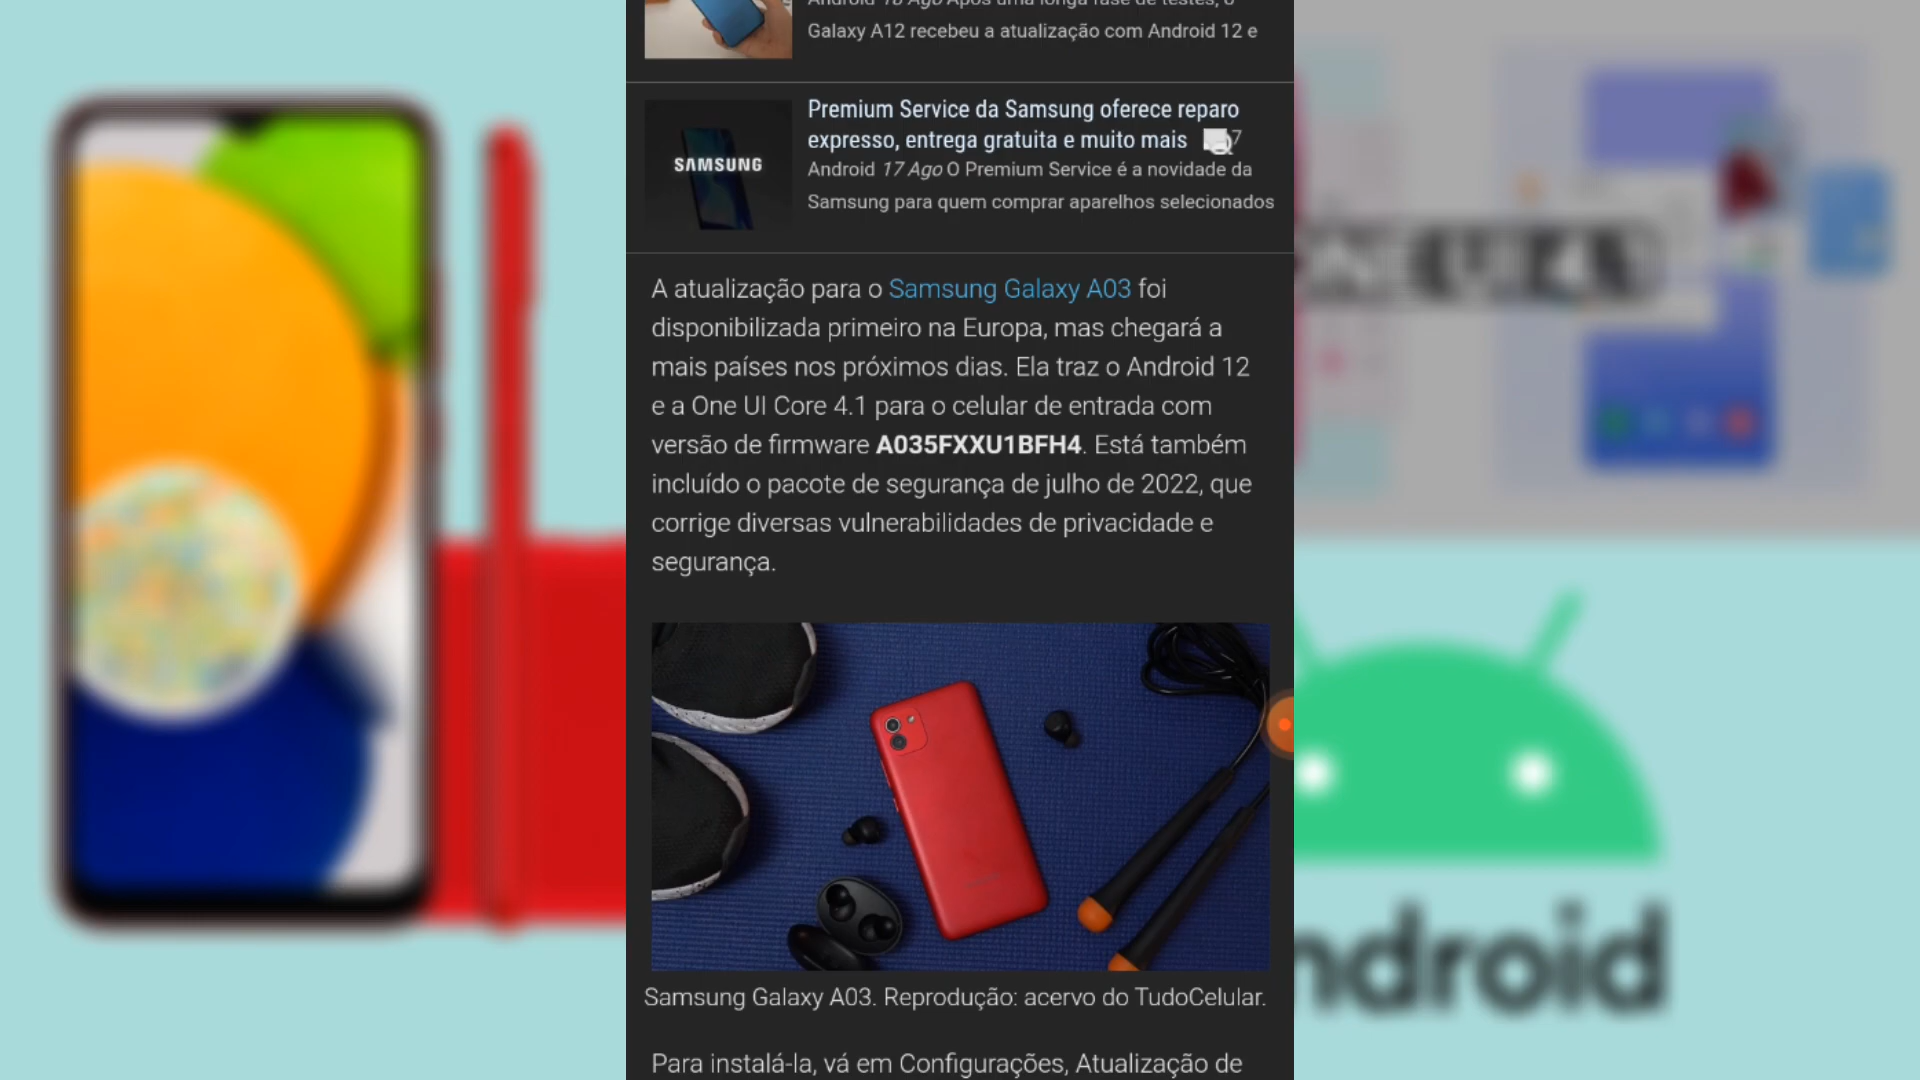 Galaxy A12 recebeu a atualização com Android 12 e
Premium Service da Samsung oferece reparo
expresso, entrega gratuita e muito mais 7
SAMSUNG
Android 17 Ago O Premium Service é a novidade da
Samsung para quem comprar aparelhos selecionados
A atualização para o Samsung Galaxy A03 foi
disponibilizada primeiro na Europa, mas chegará a
mais países nos próximos dias. Ela traz o Android 12
e a One UI Core 4.1 para o celular de entrada com
versão de firmware A035FXXU1BFH4. Está também
incluído o pacote de segurança de julho de 2022, que
corrige diversas vulnerabilidades de privacidade e
segurança.
Samsung Galaxy A03. Reprodução: acervo do TudoCelular.
Para instalá-la, vá em Configurações, Atualização de
ndroid